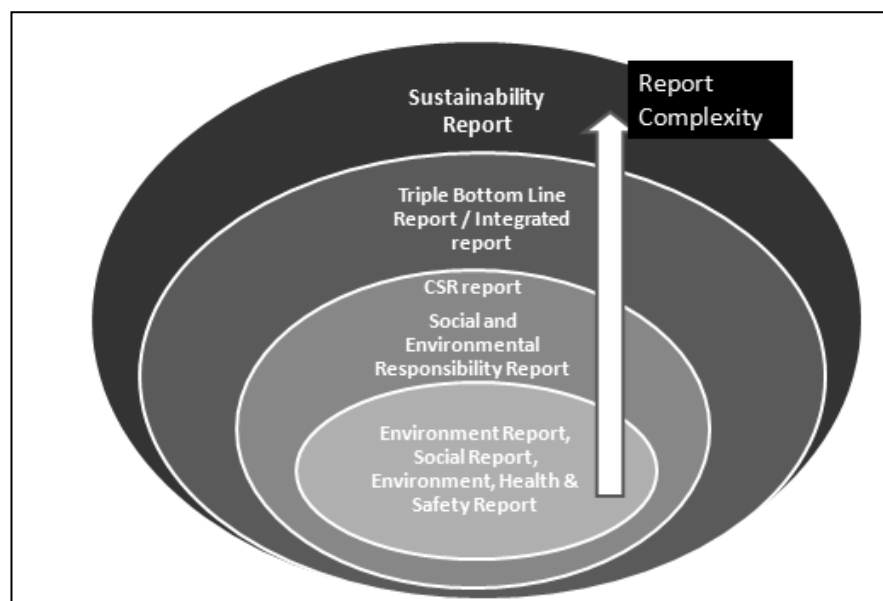 Sustainability
Report
Report
Complexity
Triple Bottom Line
Report / Integrated
report
CSR report
Social and
Environmental
Responsibility Report
Environment Report,
Social Report,
Environment, Health &
Safety Report